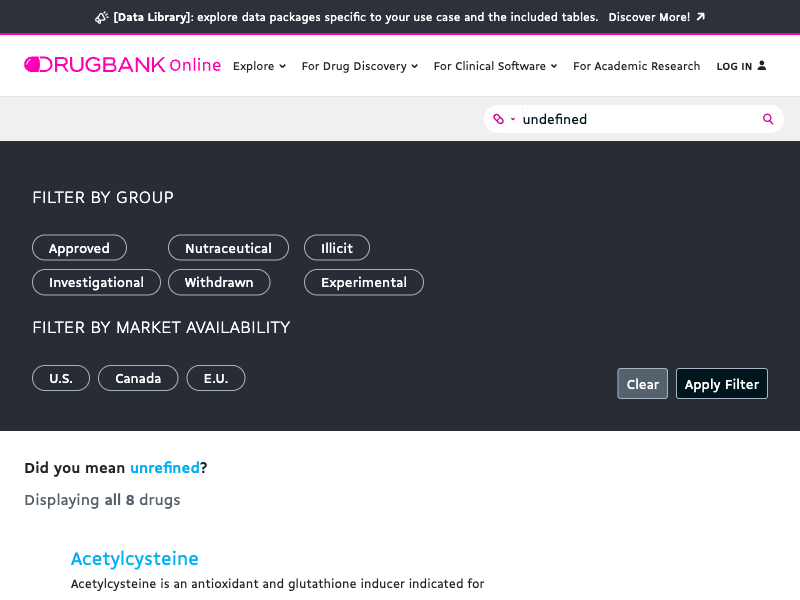 [Data Library]: explore data packages specific to your use case and the included tables. Discover More!
DRUGBANK Online Explore For Drug Discovery For Clinical Software For Academic Research LOG IN
undefined
FILTER BY GROUP
Approved Nutraceutical Illicit
Investigational Withdrawn Experimental
FILTER BY MARKET AVAILABILITY
U.S. Canada E.U. Clear Apply Filter
Did you mean unrefined?
Displaying all 8 drugs
Acetylcysteine
Acetylcysteine is an antioxidant and glutathione inducer indicated for